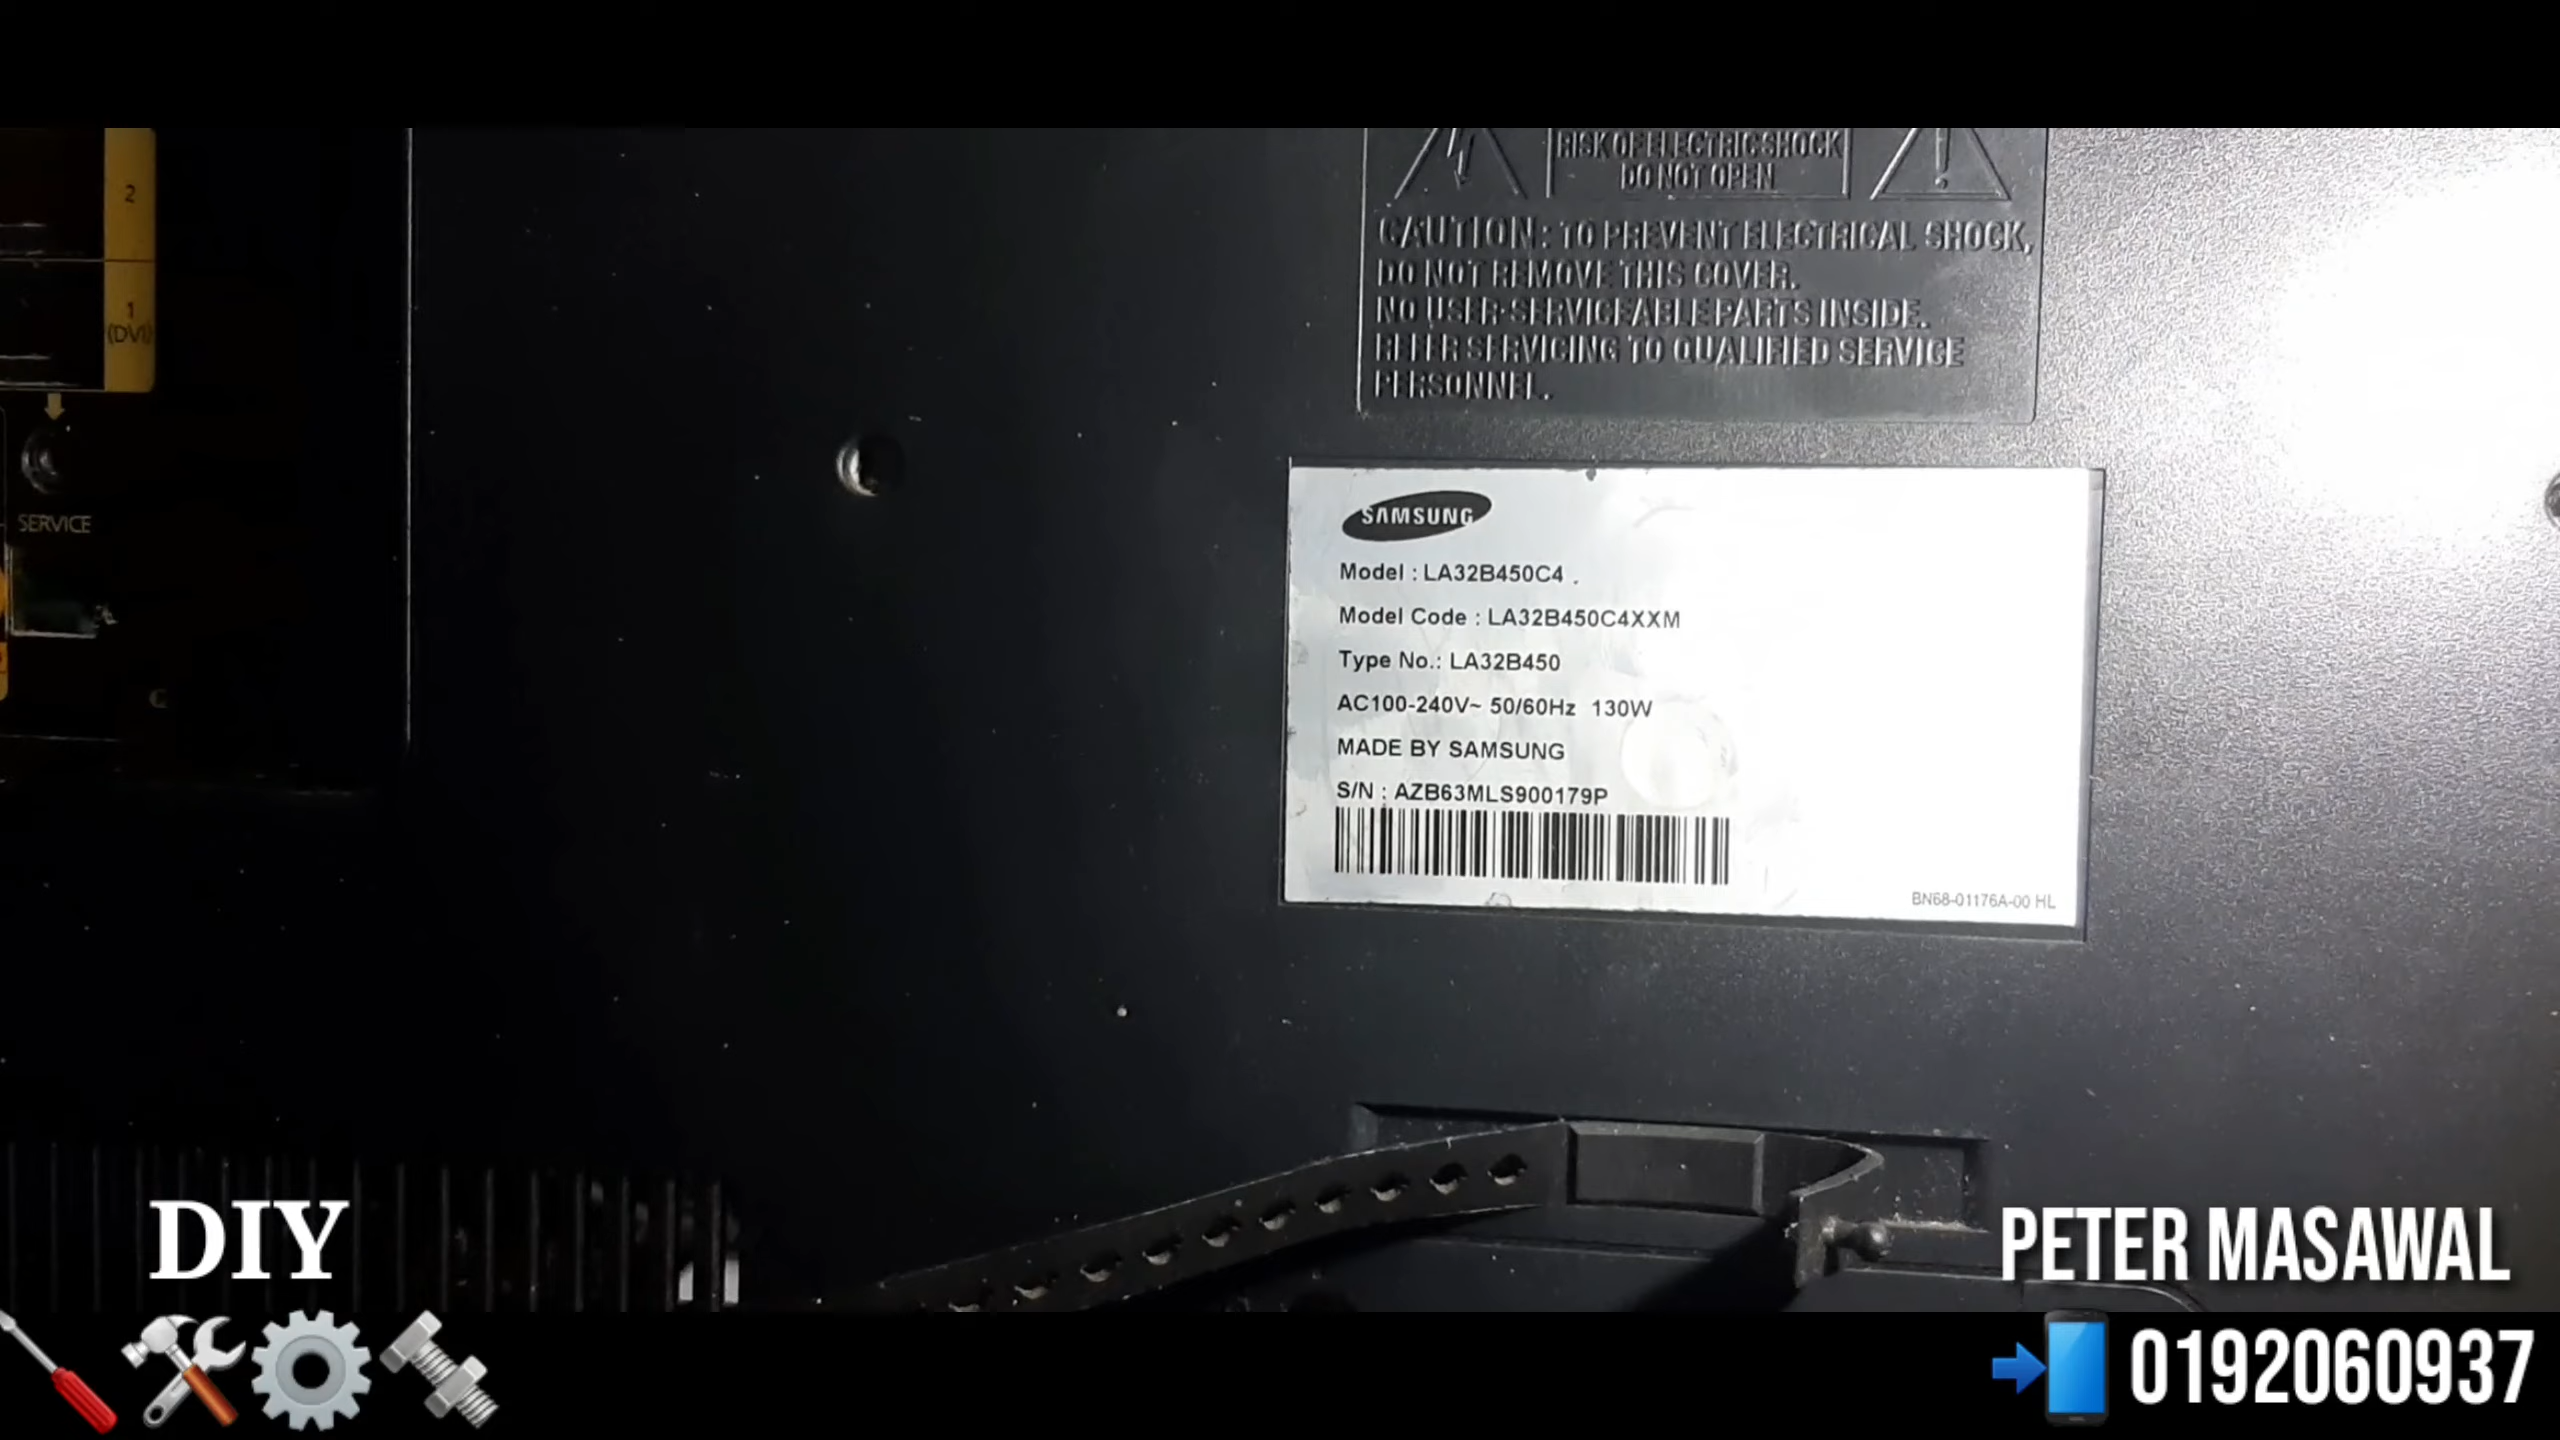 2
1
(DVI)
SERVICE
RISK OF ELECTRIC SHOCK
DO NOT OPEN
CAUTION: TO PREVENT ELECTRICAL SHOCK,
DO NOT REMOVE THIS COVER.
NO USER-SERVICEABLE PARTS INSIDE.
REFER SERVICING TO QUALIFIED SERVICE
PERSONNEL.
SAMSUNG
Model : LA32B450C4 .
Model Code : LA32B450C4XXM
Type No.: LA32B450
AC100-240V~ 50/60Hz 130W
MADE BY SAMSUNG
S/N : AZB63MLS900179P
BN68-01176A-00 HL
DIY
PETER MASAWAL
0192060937